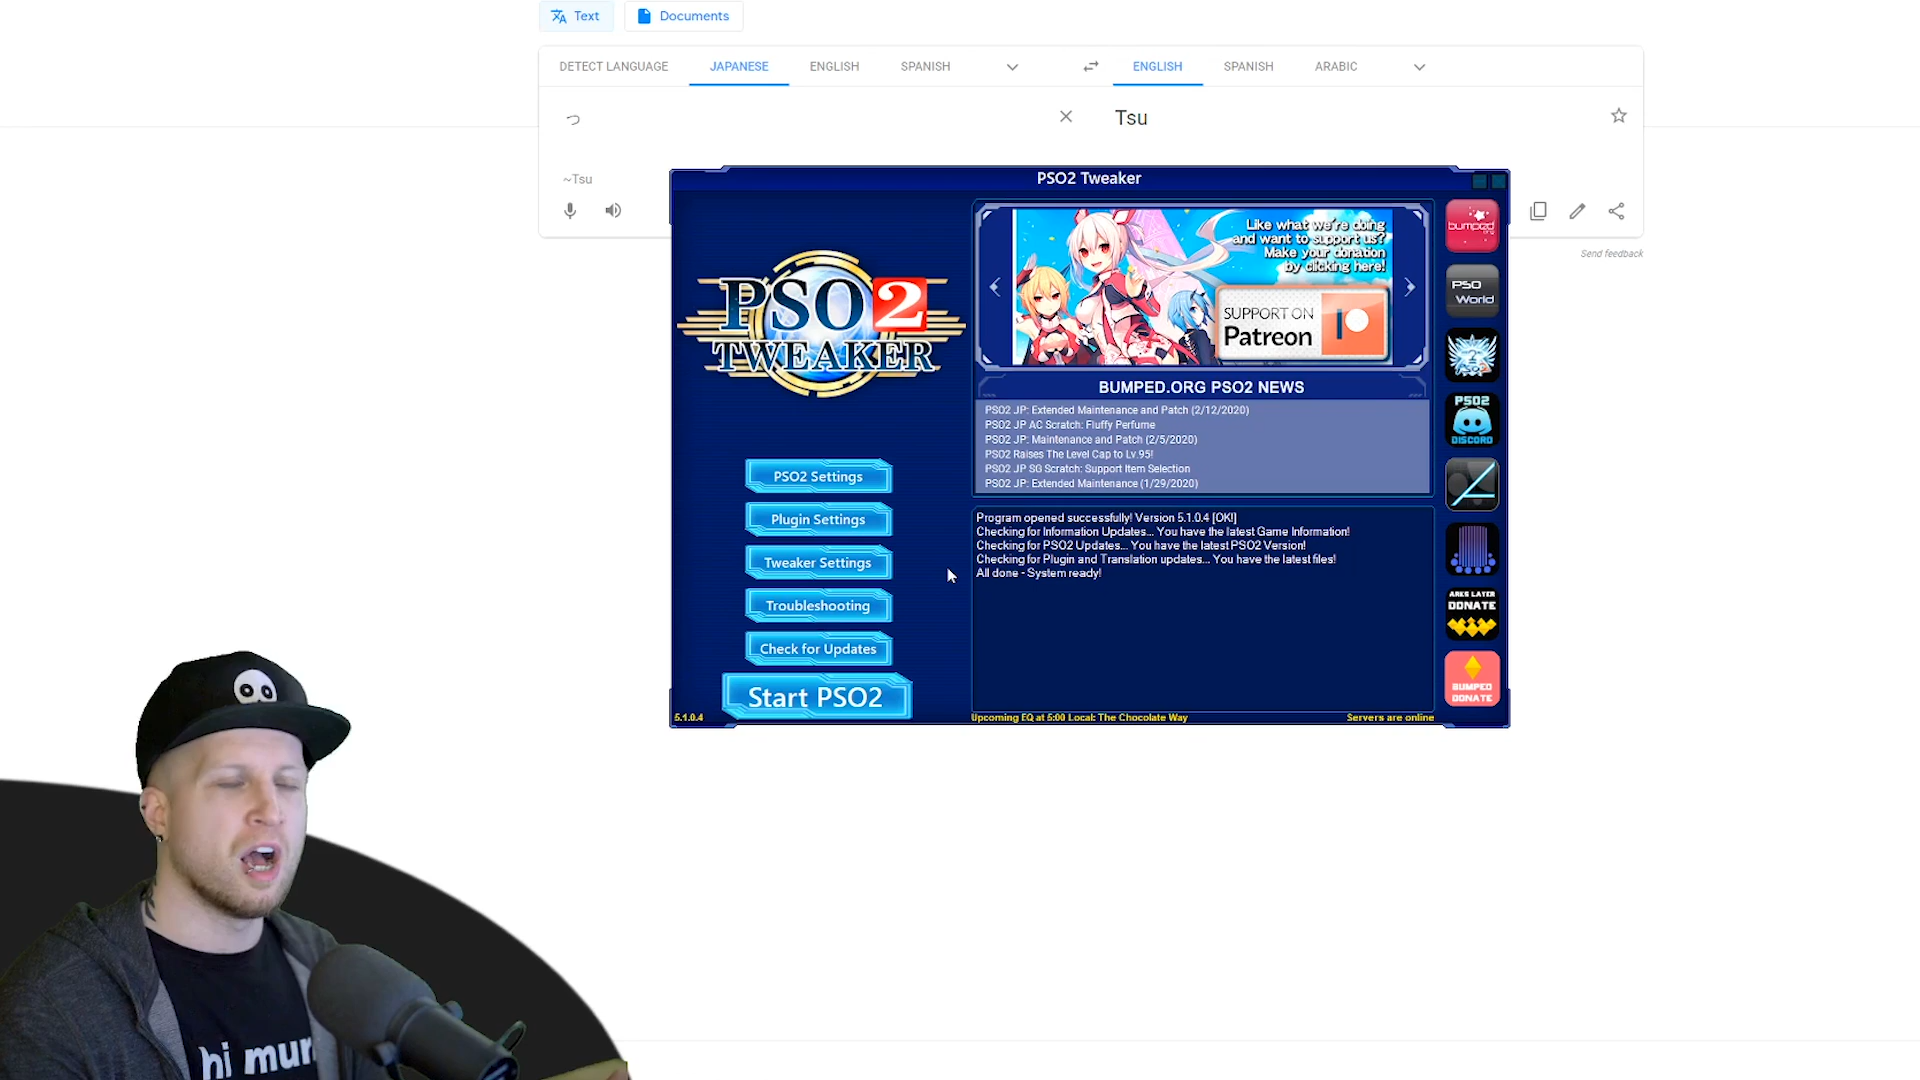 Text
Documents
DETECT LANGUAGE JAPANESE ENGLISH SPANISH
ENGLISH SPANISH ARABIC
つ
Tsu
~Tsu
Send feedback
PSO2 Tweaker
PSO2
TWEAKER
Like what we're doing
and want to support us?
Make your donation
by clicking here!
SUPPORT ON
Patreon
BUMPED.ORG PSO2 NEWS
PSO2 JP: Extended Maintenance and Patch (2/12/2020)
PSO2 JP AC Scratch: Fluffy Perfume
PSO2 JP: Maintenance and Patch (2/5/2020)
PSO2 Raises The Level Cap to Lv.95!
PSO2 JP SG Scratch: Support Item Selection
PSO2 JP: Extended Maintenance (1/29/2020)
PSO2 Settings
Plugin Settings
Tweaker Settings
Troubleshooting
Check for Updates
Start PSO2
Program opened successfully! Version 5.1.0.4 [OK!]
Checking for Information Updates... You have the latest Game Information!
Checking for PSO2 Updates... You have the latest PSO2 Version!
Checking for Plugin and Translation updates... You have the latest files!
All done - System ready!
5.1.0.4
Upcoming EQ at 5:00 Local: The Chocolate Way
Servers are online
bumped
PSO
World
PSO2
DISCORD
ARKS LAYER
DONATE
BUMPED
DONATE
hi mum